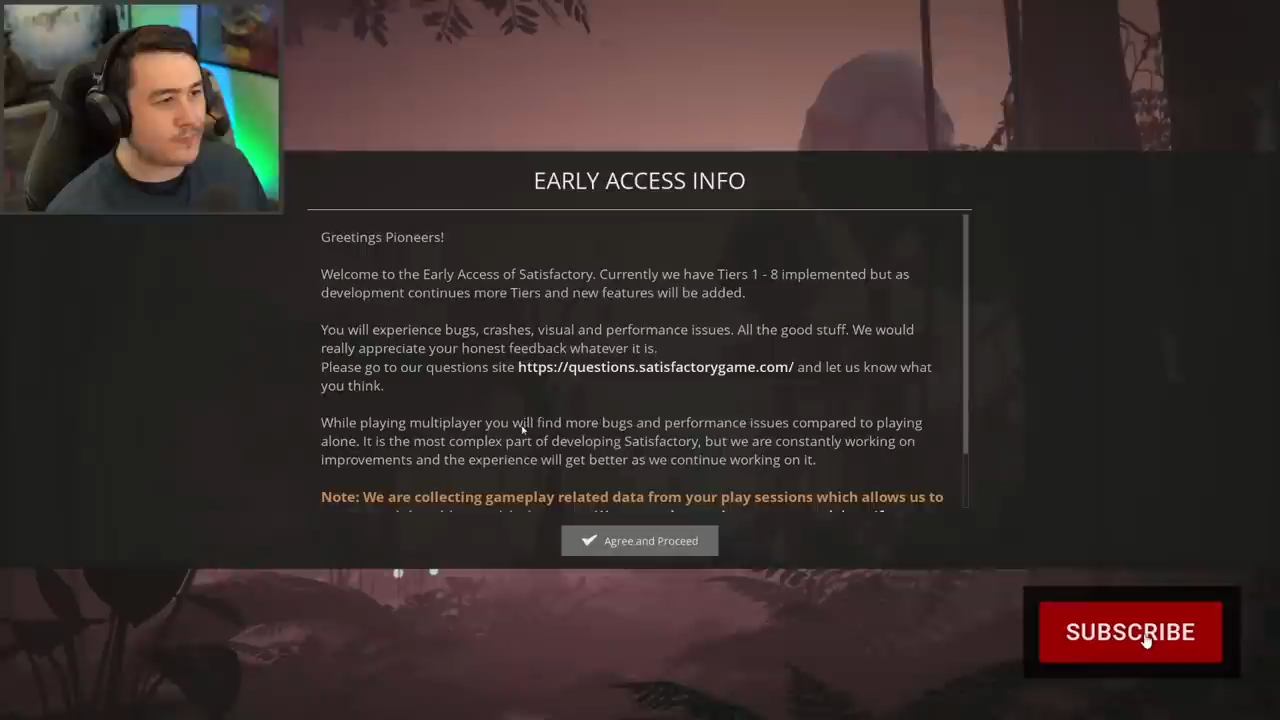 EARLY ACCESS INFO
Greetings Pioneers!
Welcome to the Early Access of Satisfactory. Currently we have Tiers 1 - 8 implemented but as
development continues more Tiers and new features will be added.
You will experience bugs, crashes, visual and performance issues. All the good stuff. We would
really appreciate your honest feedback whatever it is.
Please go to our questions site https://questions.satisfactorygame.com/ and let us know what
you think.
While playing multiplayer you will find more bugs and performance issues compared to playing
alone. It is the most complex part of developing Satisfactory, but we are constantly working on
improvements and the experience will get better as we continue working on it.
Note: We are collecting gameplay related data from your play sessions which allows us to
Agree and Proceed
SUBSCRIBE